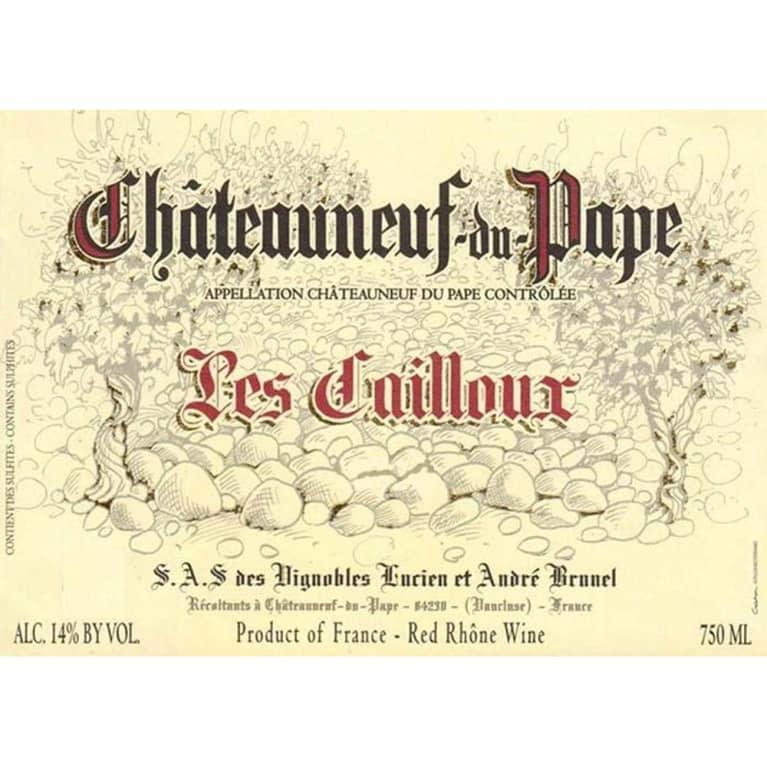 Châteauneuf-du-Pape
APPELLATION CHÂTEAUNEUF DU PAPE CONTRÔLÉE
Les Cailloux
CONTIENT DES SULFITES - CONTAINS SULPHITES
S.A.S des Vignobles Lucien et André Brunel
Récoltants à Châteauneuf-du-Pape - 84230 - (Vaucluse) - France
ALC. 14% BY VOL.
Product of France - Red Rhône Wine
750 ML